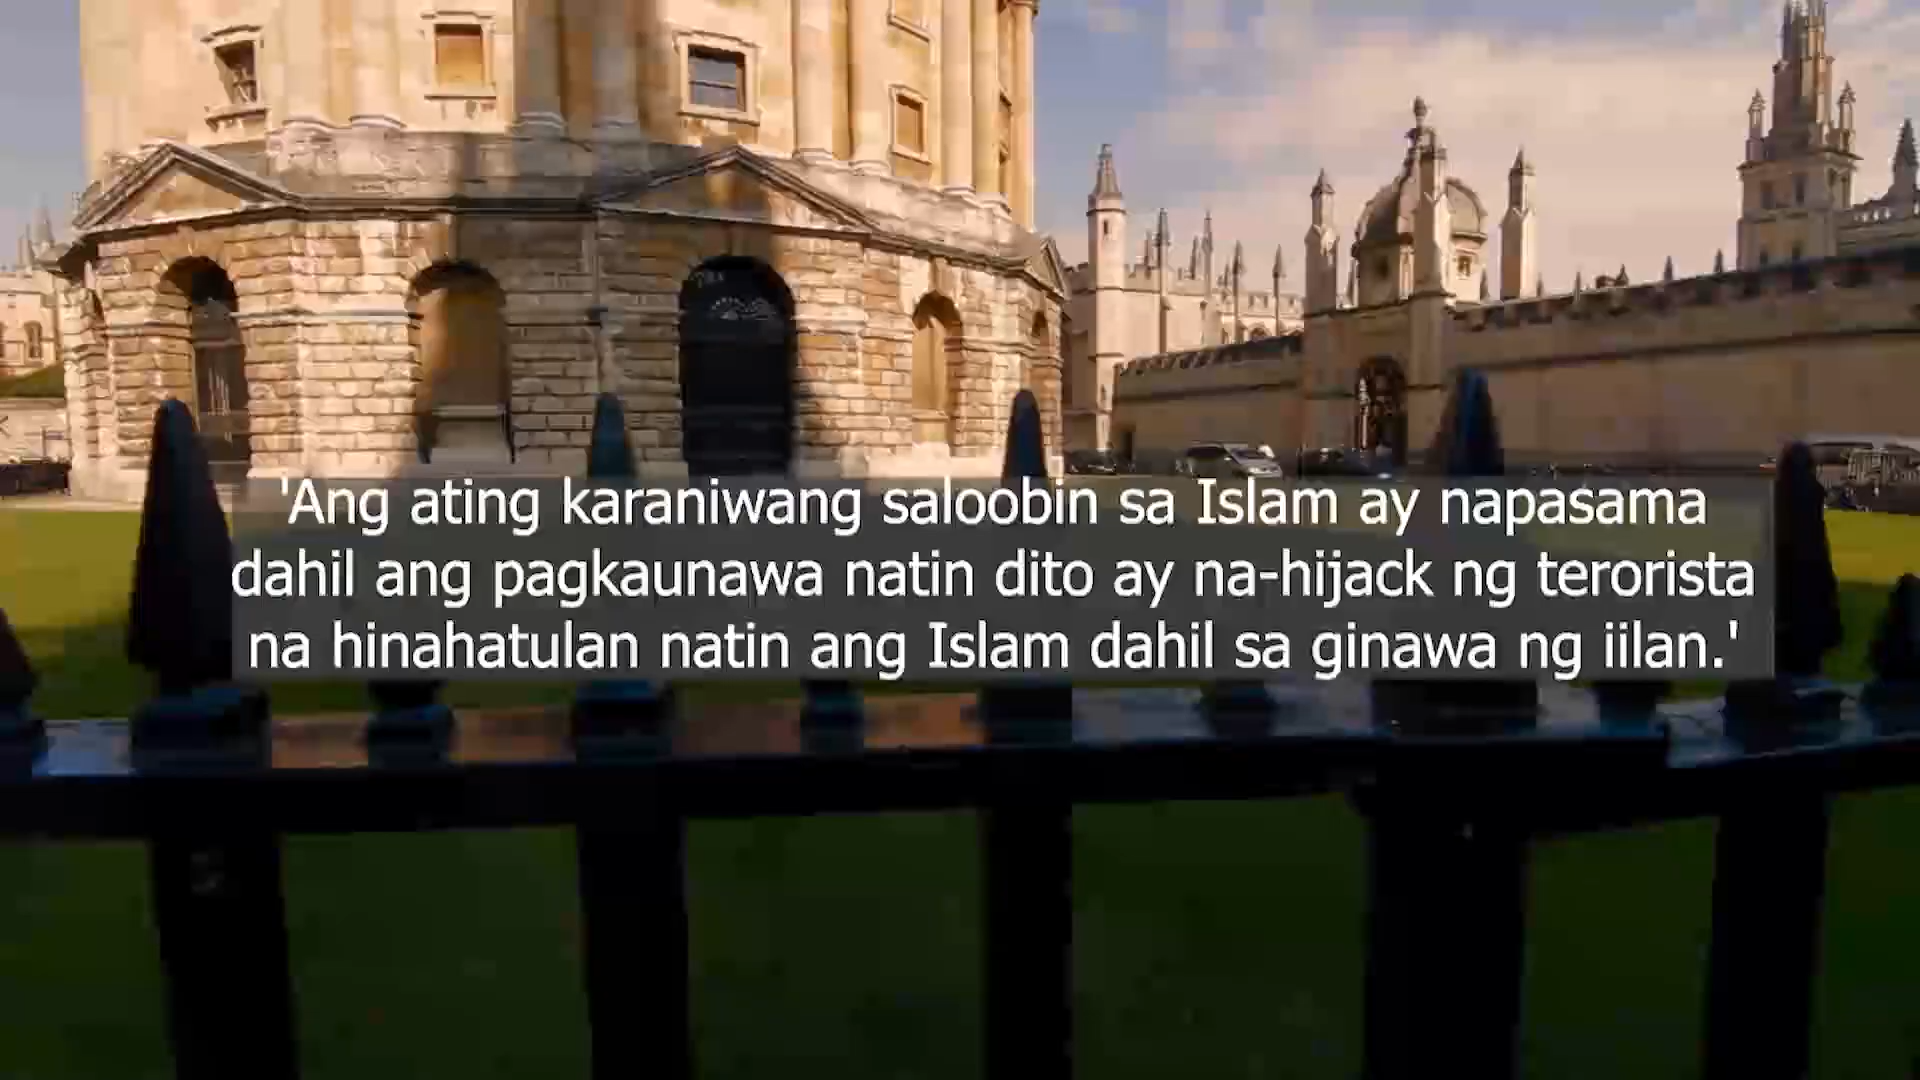 'Ang ating karaniwang saloobin sa Islam ay napasama
dahil ang pagkaunawa natin dito ay na-hijack ng terorista
na hinahatulan natin ang Islam dahil sa ginawa ng iilan.'